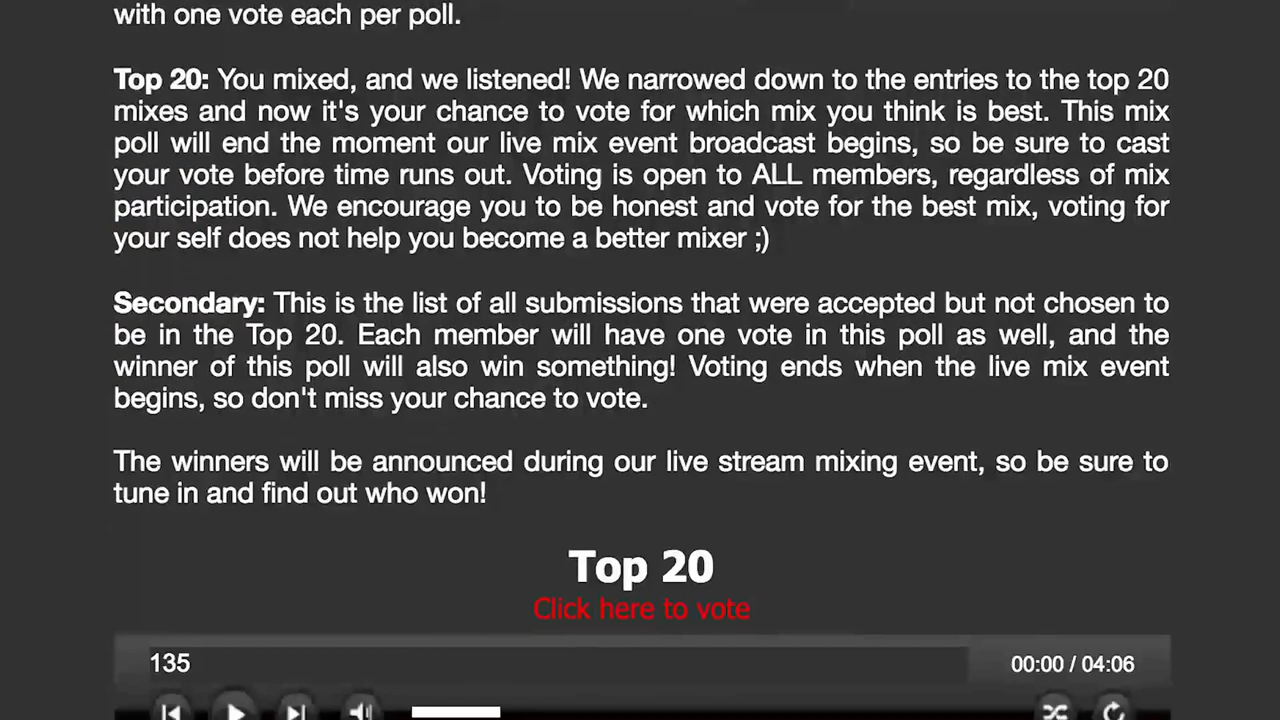 with one vote each per poll.
Top 20: You mixed, and we listened! We narrowed down to the entries to the top 20
mixes and now it's your chance to vote for which mix you think is best. This mix
poll will end the moment our live mix event broadcast begins, so be sure to cast
your vote before time runs out. Voting is open to ALL members, regardless of mix
participation. We encourage you to be honest and vote for the best mix, voting for
your self does not help you become a better mixer ;)
Secondary: This is the list of all submissions that were accepted but not chosen to
be in the Top 20. Each member will have one vote in this poll as well, and the
winner of this poll will also win something! Voting ends when the live mix event
begins, so don't miss your chance to vote.
The winners will be announced during our live stream mixing event, so be sure to
tune in and find out who won!
Top 20
Click here to vote
135 00:00 / 04:06